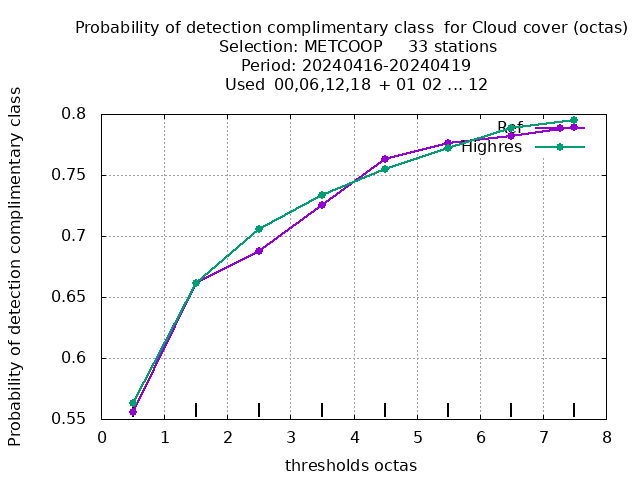 Probability of detection complimentary class  for Cloud cover (octas)
Selection: METCOOP     33 stations
Period: 20240416-20240419
Used  00,06,12,18 + 01 02 ... 12
Probability of detection complimentary class
0.8
0.75
0.7
0.65
0.6
0.55
Ref
Highres
0 1 2 3 4 5 6 7 8
thresholds octas